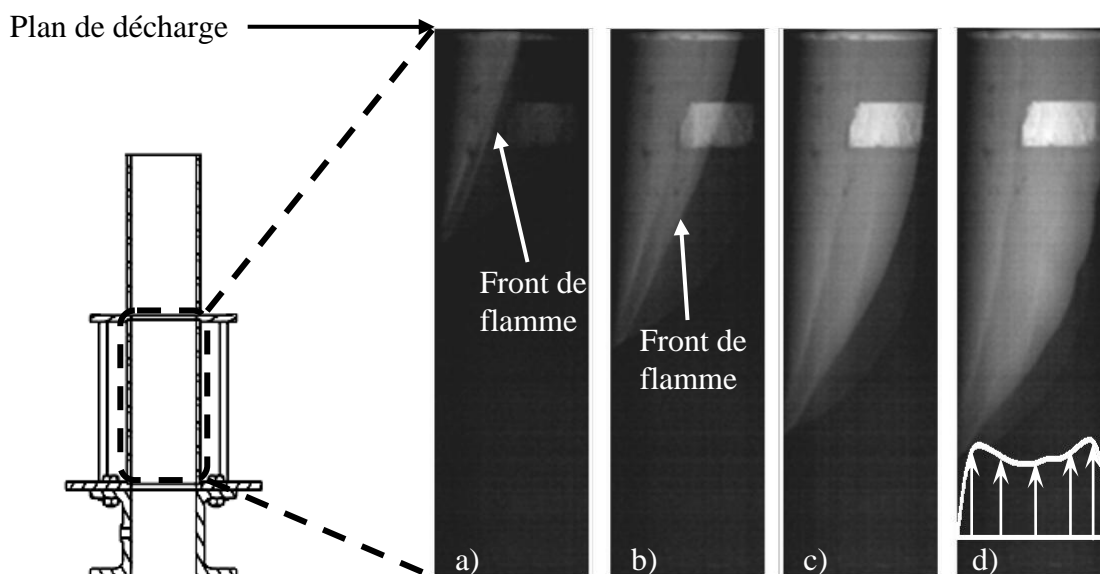 Plan de décharge
Front de
flamme
Front de
flamme
a)
b)
c)
d)